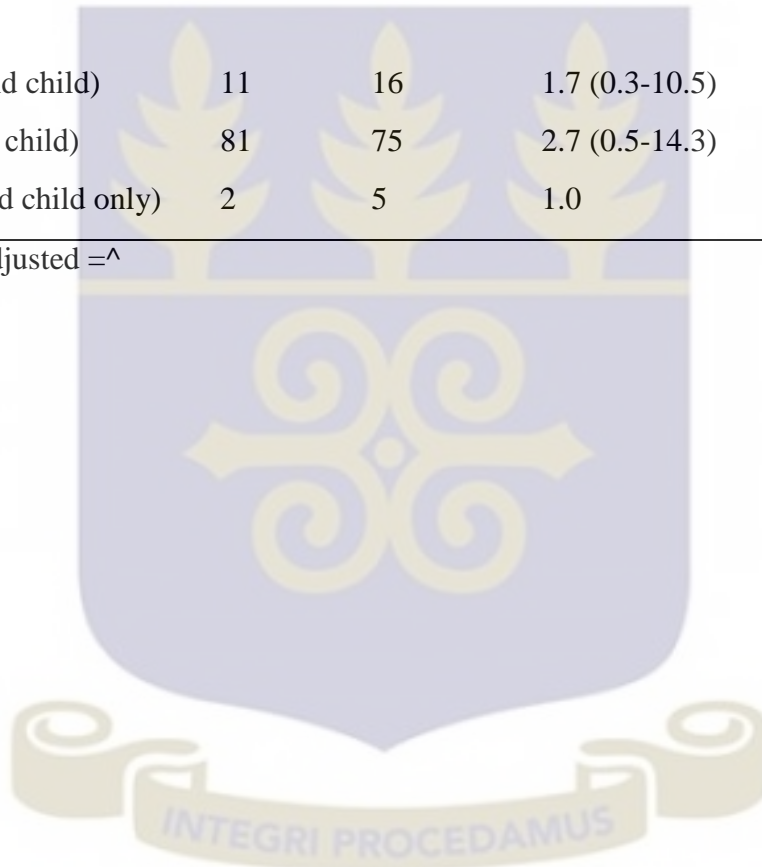 d child) 11 16 1.7 (0.3-10.5)
child) 81 75 2.7 (0.5-14.3)
d child only) 2 5 1.0
djusted =^
INTEGRI PROCEDAMUS